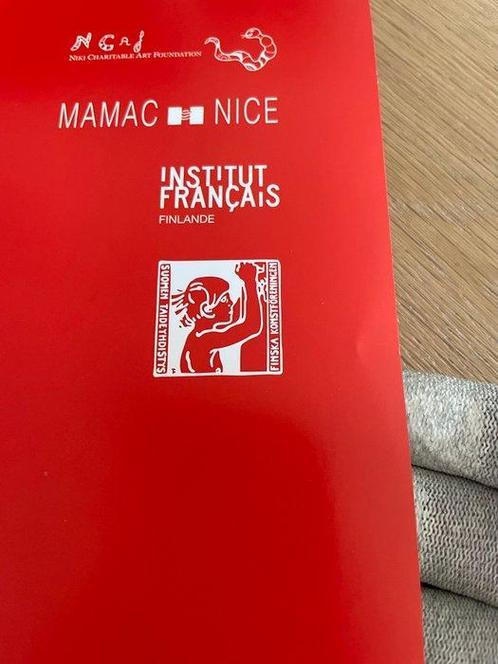 NCAF
NIKI CHARITABLE ART FOUNDATION
MAMAC NICE
INSTITUT
FRANÇAIS
FINLANDE
SUOMEN TAIDEYHDISTYS
FINSKA KONSTFÖRENINGEN